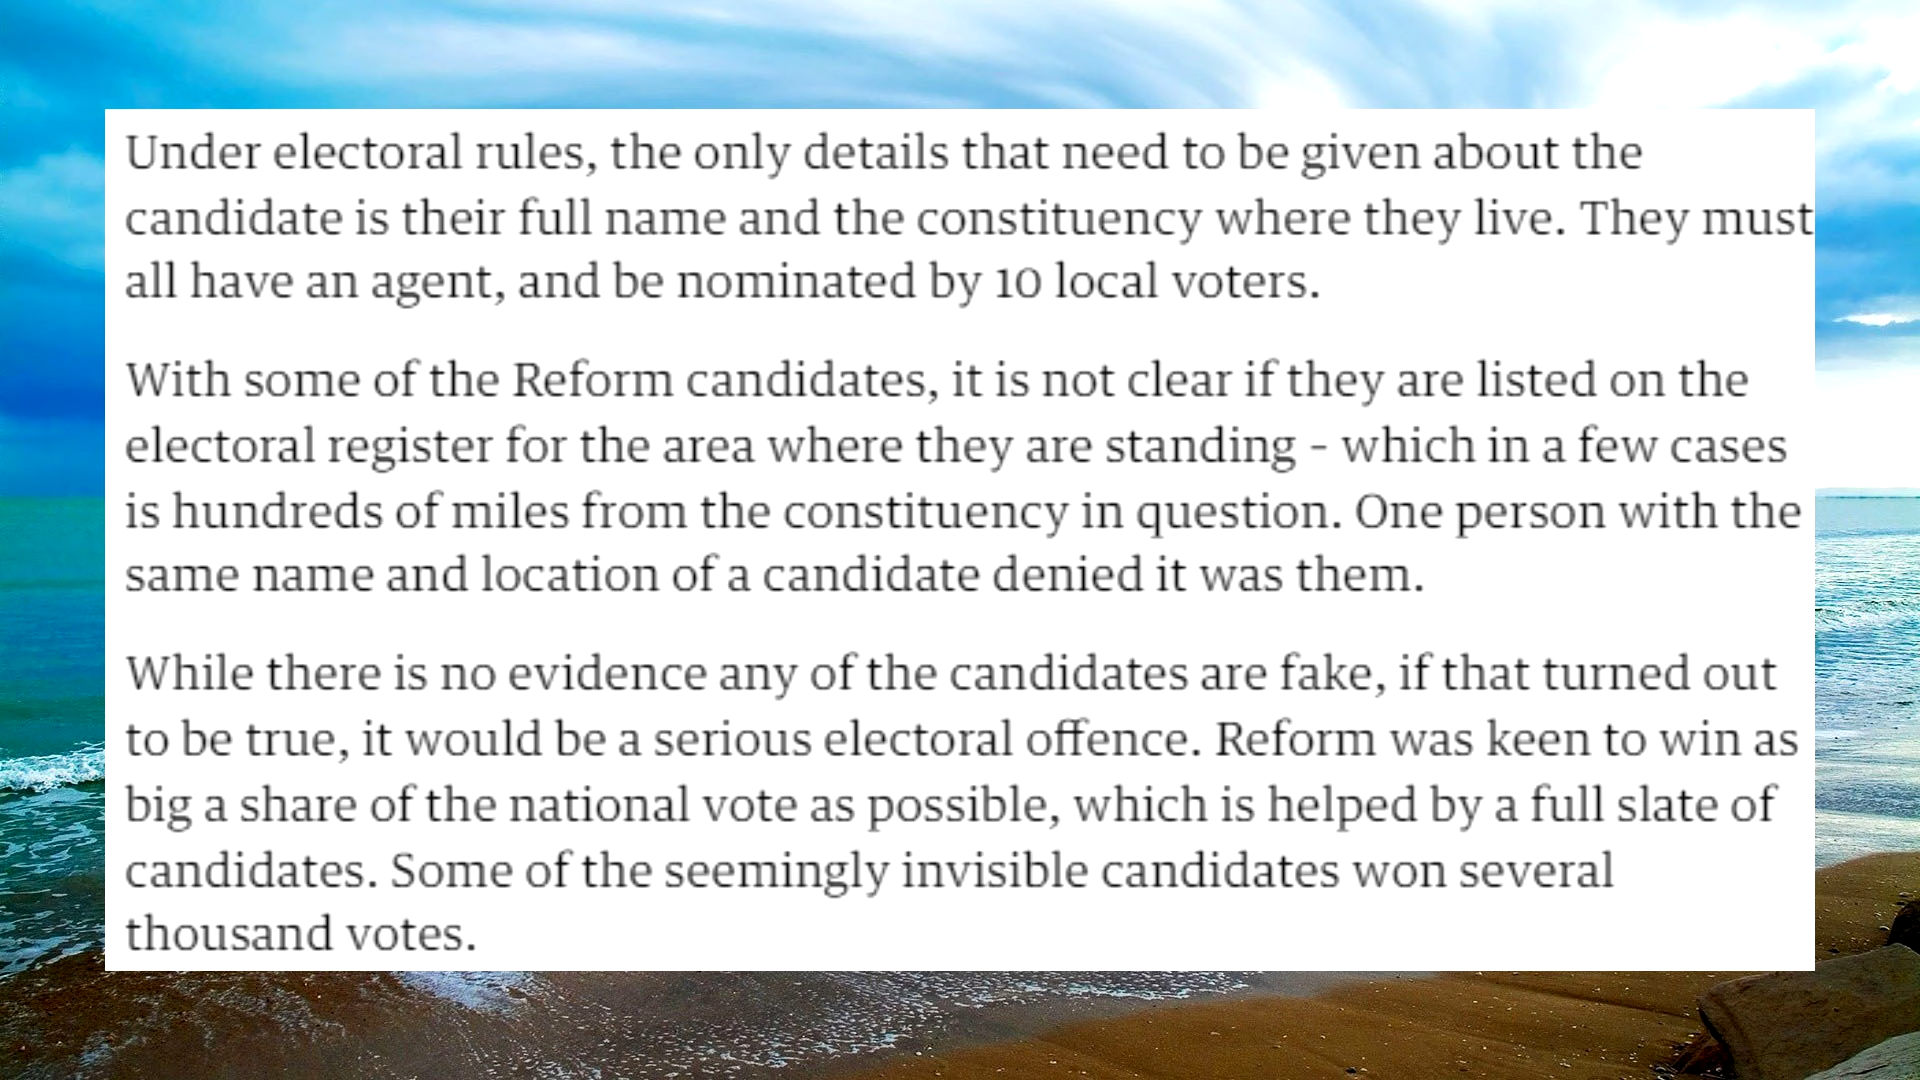 Under electoral rules, the only details that need to be given about the
candidate is their full name and the constituency where they live. They must
all have an agent, and be nominated by 10 local voters.
With some of the Reform candidates, it is not clear if they are listed on the
electoral register for the area where they are standing - which in a few cases
is hundreds of miles from the constituency in question. One person with the
same name and location of a candidate denied it was them.
While there is no evidence any of the candidates are fake, if that turned out
to be true, it would be a serious electoral offence. Reform was keen to win as
big a share of the national vote as possible, which is helped by a full slate of
candidates. Some of the seemingly invisible candidates won several
thousand votes.